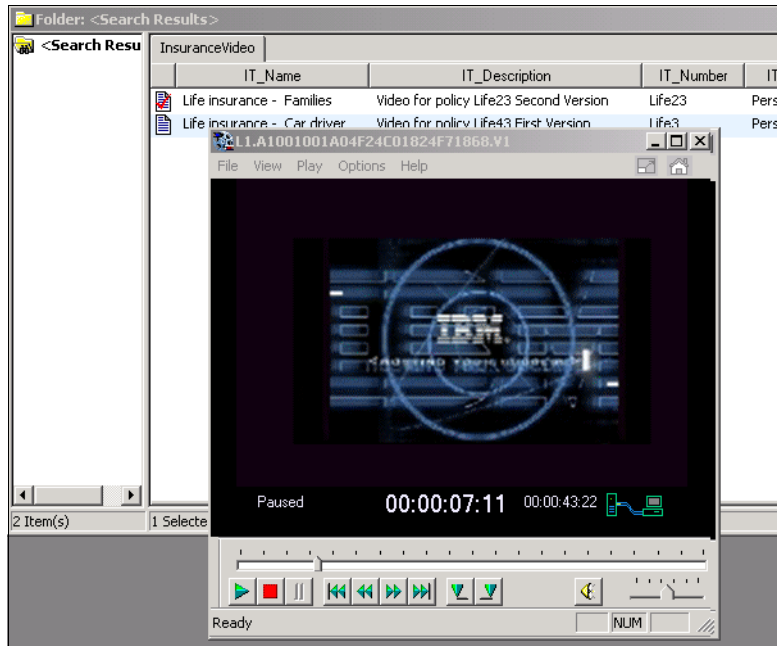 Folder: <Search Results>
<Search Resu
InsuranceVideo
IT_Name IT_Description IT_Number IT
Life insurance - Families Video for policy Life23 Second Version Life23 Pers
Life insurance - Car driver Video for policy Life43 First Version Life3 Pers
L1.A1001001A04F24C01824F71868.V1
File View Play Options Help
IBM
Paused 00:00:07:11 00:00:43:22
2 Item(s) 1 Selecte
Ready NUM